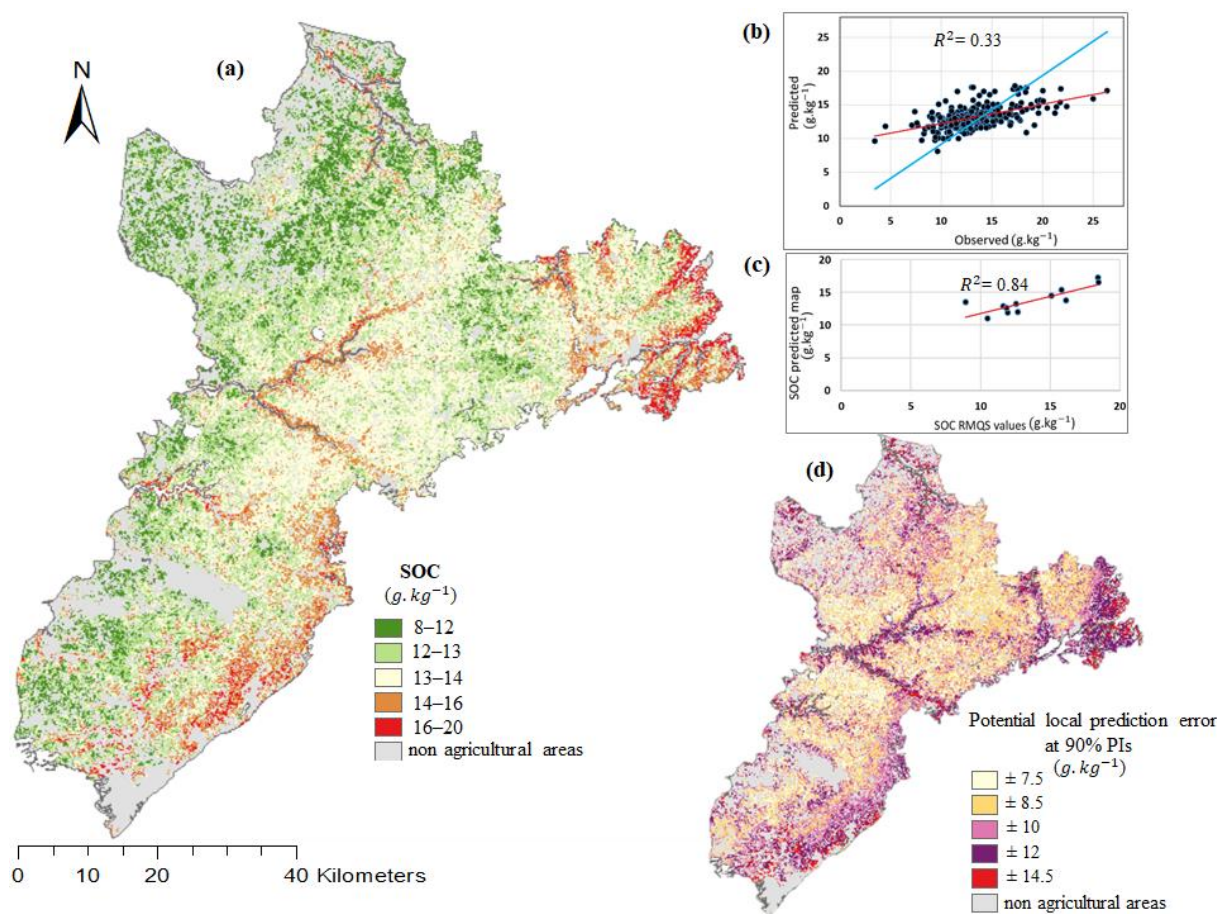 N
(a)
SOC
(g.kg⁻¹)
8–12
12–13
13–14
14–16
16–20
non agricultural areas
0 20 40 Kilometers
(b)
R² = 0.33
Predicted
(g.kg⁻¹)
25
20
15
10
5
0
0 5 10 15 20 25
Observed (g.kg⁻¹)
(c)
R² = 0.84
SOC predicted map
(g.kg⁻¹)
20
15
10
5
0
0 5 10 15 20
SOC RMQS values (g.kg⁻¹)
(d)
Potential local prediction error
at 90% PIs
(g.kg⁻¹)
± 7.5
± 8.5
± 10
± 12
± 14.5
non agricultural areas